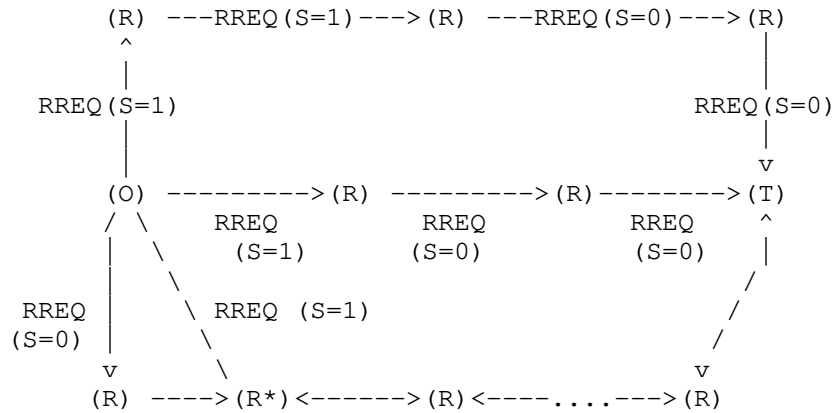 (R) ---RREQ(S=1)--->(R) ---RREQ(S=0)--->(R)
^ |
| |
RREQ(S=1) RREQ(S=0)
| |
| v
(O) --------->(R) --------->(R)-------->(T)
/ \ RREQ RREQ RREQ ^
| \ (S=1) (S=0) (S=0) |
| \ /
RREQ | \ RREQ (S=1) /
(S=0) | \ /
v \ v
(R) ---->(R*)<------>(R)<----....--->(R)